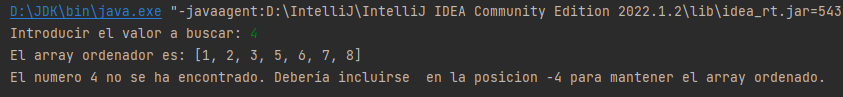 D:\JDK\bin\java.exe "-javaagent:D:\IntelliJ\IntelliJ IDEA Community Edition 2022.1.2\lib\idea_rt.jar=543
Introducir el valor a buscar: 4
El array ordenador es: [1, 2, 3, 5, 6, 7, 8]
El numero 4 no se ha encontrado. Debería incluirse  en la posicion -4 para mantener el array ordenado.